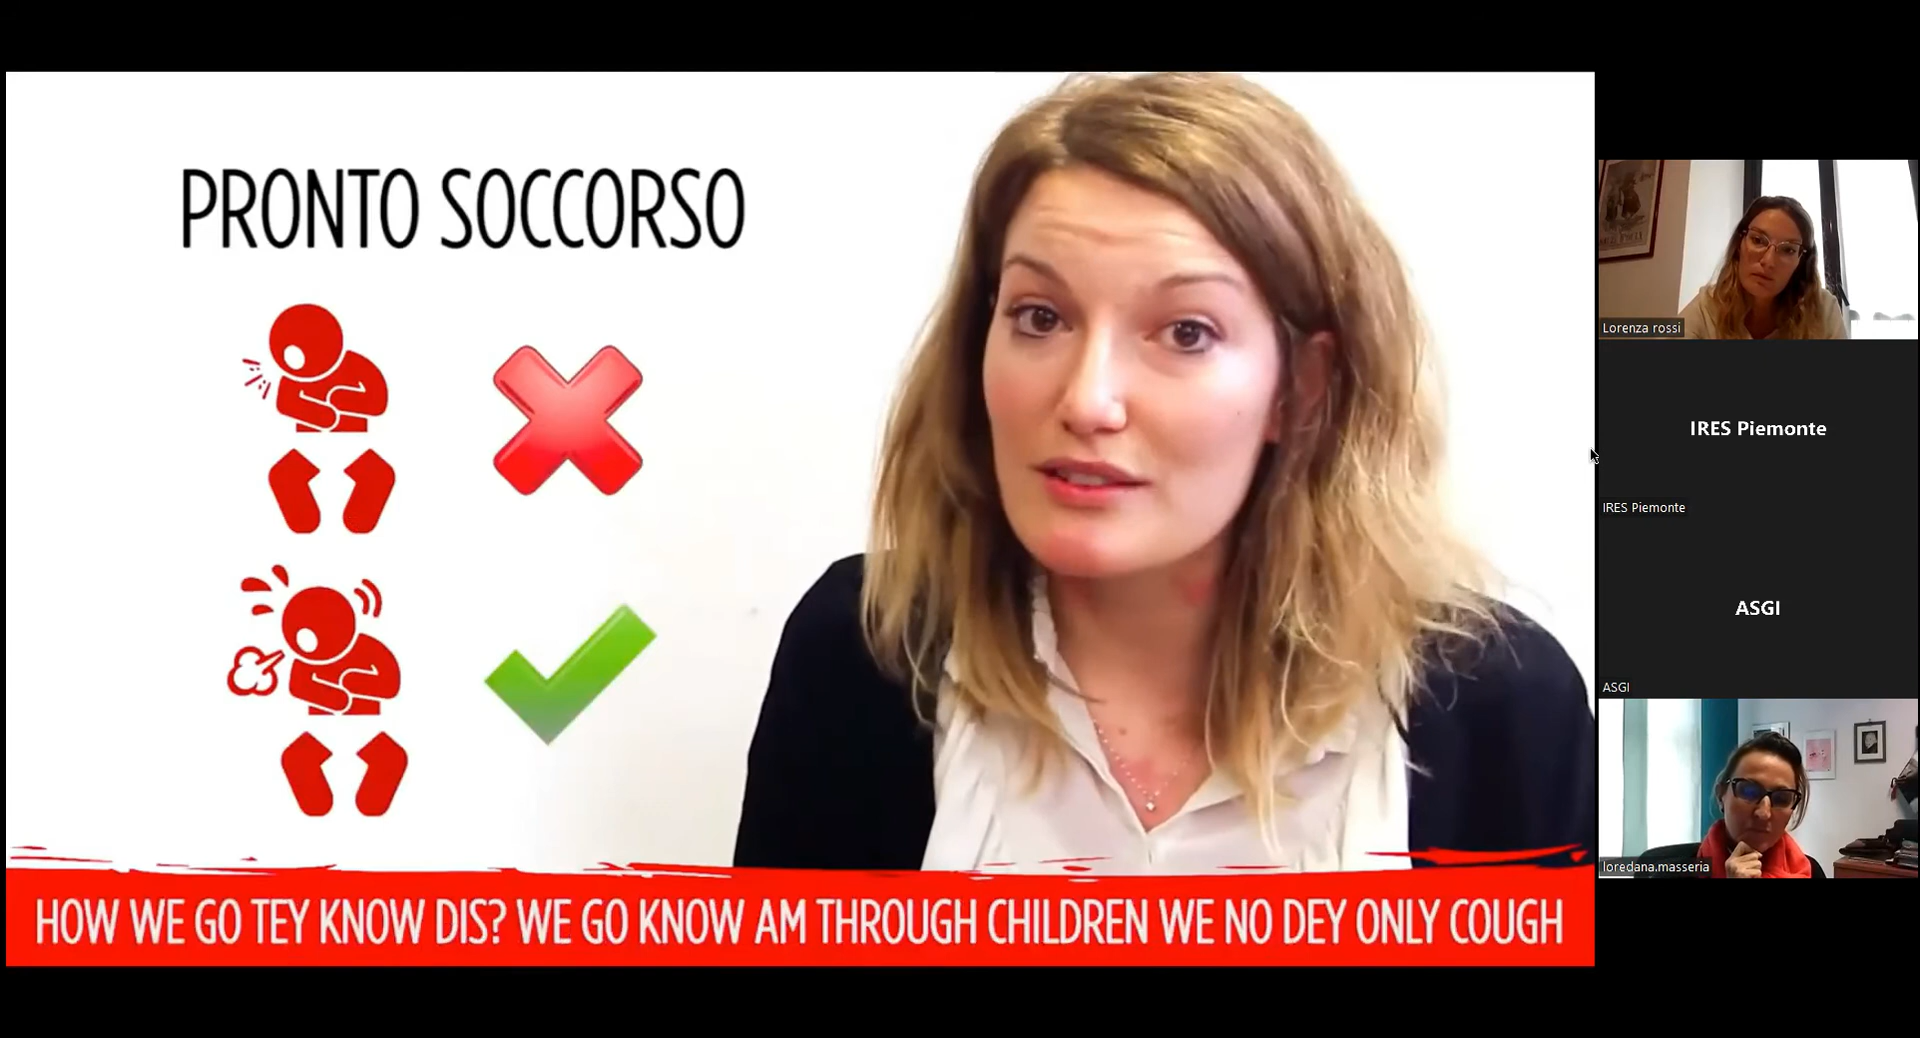 PRONTO SOCCORSO
HOW WE GO TEY KNOW DIS? WE GO KNOW AM THROUGH CHILDREN WE NO DEY ONLY COUGH
Lorenza rossi
IRES Piemonte
IRES Piemonte
ASGI
ASGI
loredana.masseria